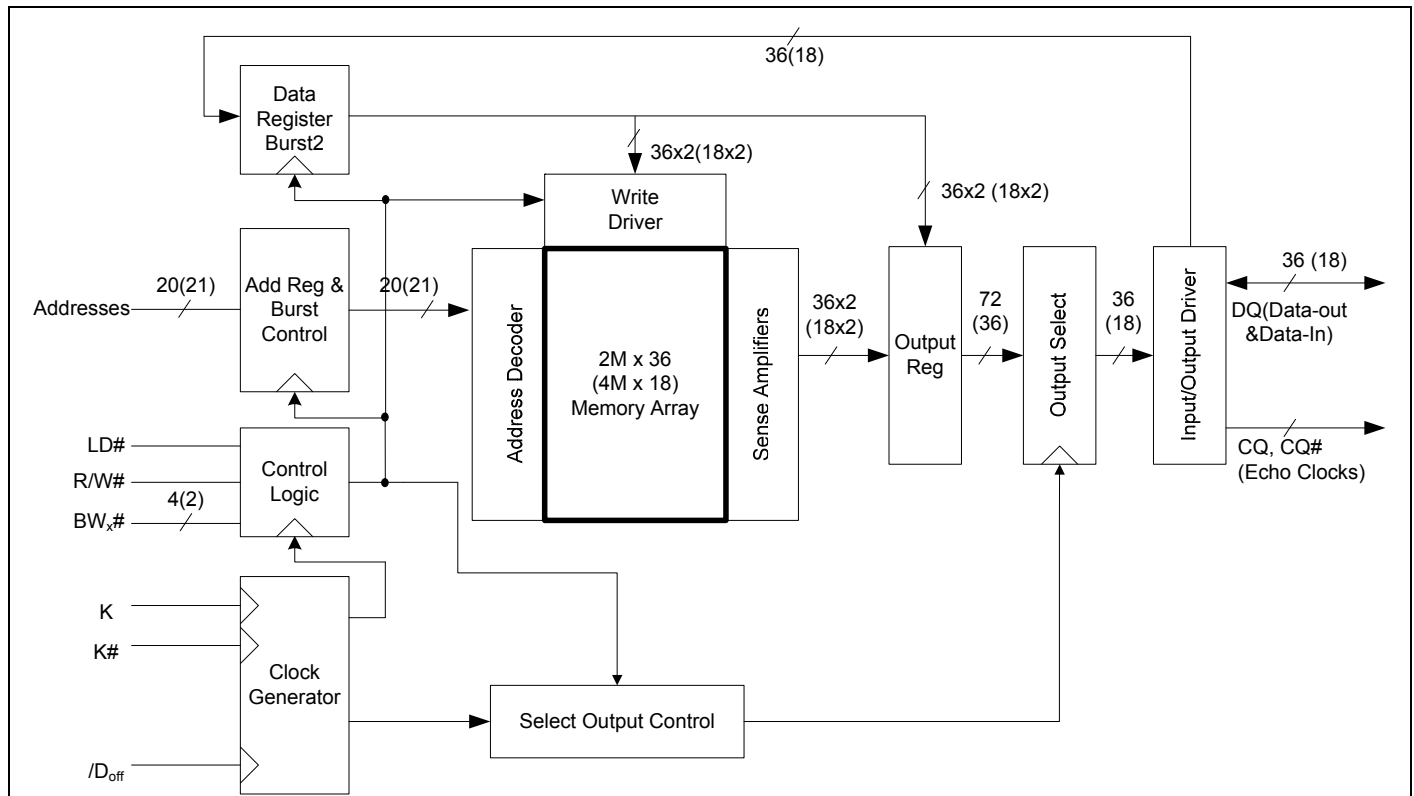 36(18)
Data
Register
Burst2
36x2(18x2)
36x2 (18x2)
Write
Driver
Addresses
20(21)
Add Reg &
Burst
Control
20(21)
Address Decoder
2M x 36
(4M x 18)
Memory Array
Sense Amplifiers
36x2
(18x2)
Output
Reg
72
(36)
Output Select
36
(18)
Input/Output Driver
36 (18)
DQ(Data-out
&Data-In)
CQ, CQ#
(Echo Clocks)
LD#
R/W#
BWx#
4(2)
Control
Logic
K
K#
/Doff
Clock
Generator
Select Output Control